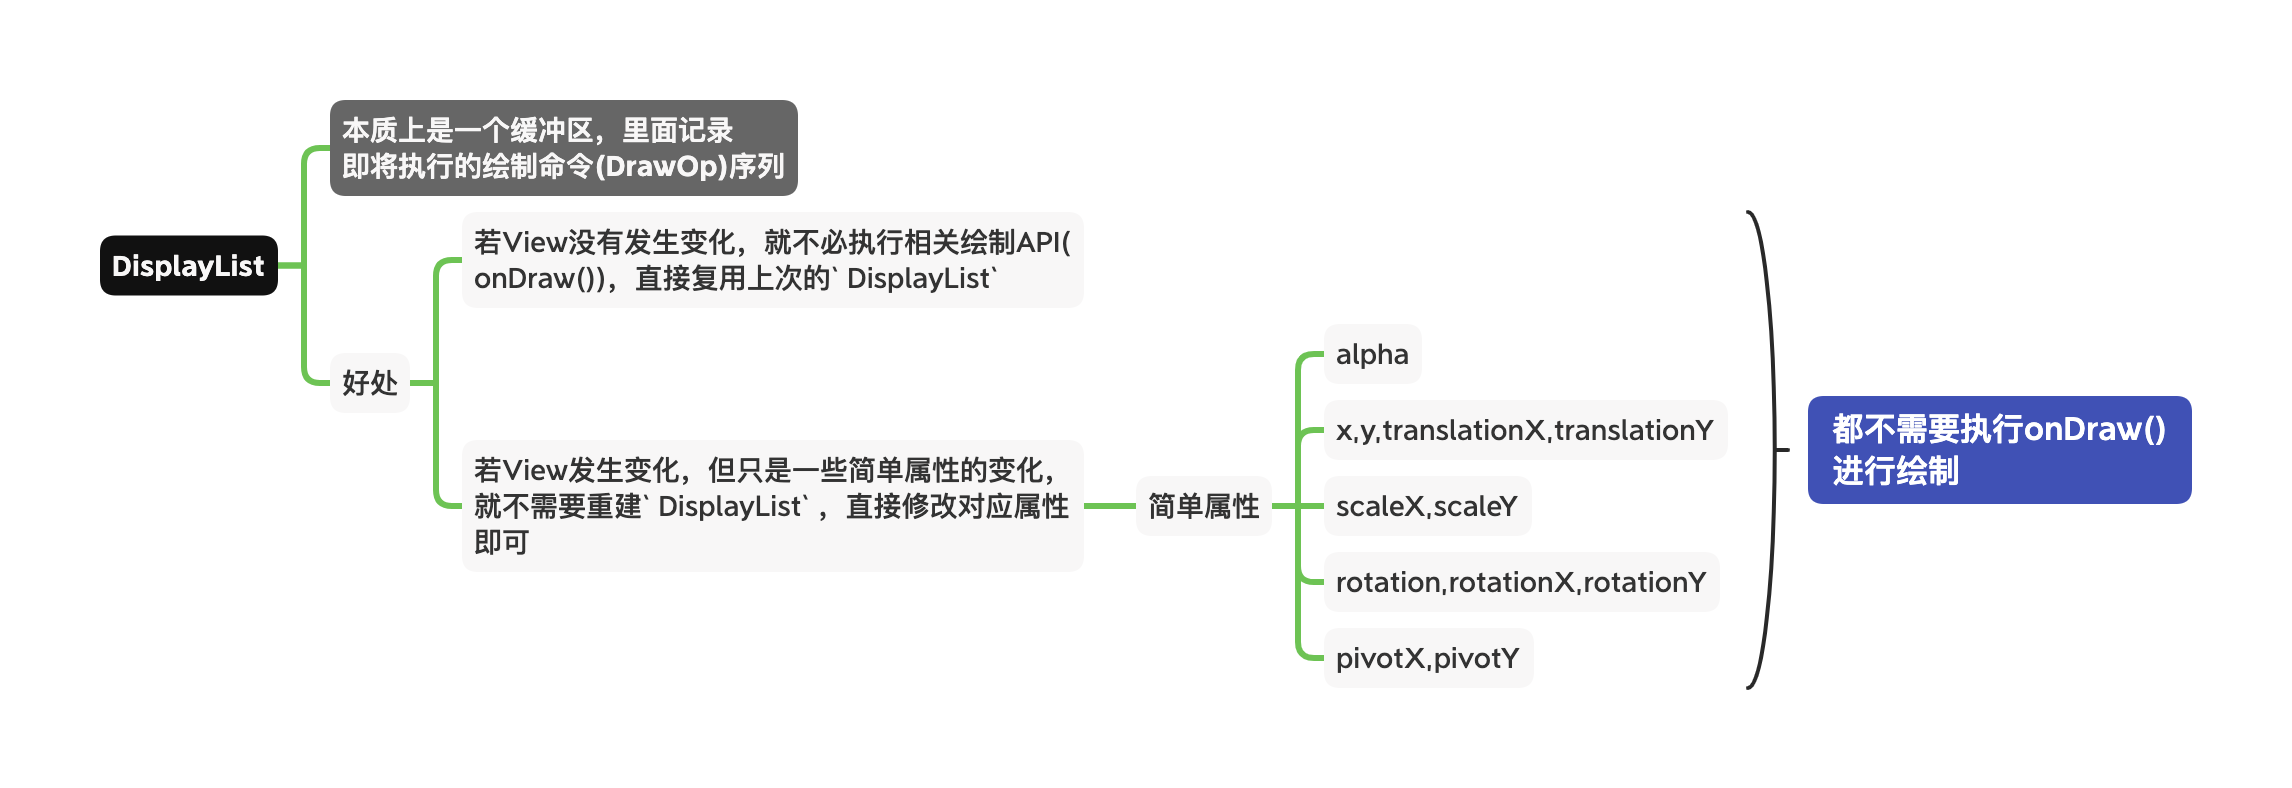 DisplayList
本质上是一个缓冲区，里面记录
即将执行的绘制命令(DrawOp)序列
好处
若View没有发生变化，就不必执行相关绘制API(
onDraw())，直接复用上次的` DisplayList`
若View发生变化，但只是一些简单属性的变化，
就不需要重建` DisplayList` ，直接修改对应属性
即可
简单属性
alpha
x,y,translationX,translationY
scaleX,scaleY
rotation,rotationX,rotationY
pivotX,pivotY
都不需要执行onDraw()
进行绘制